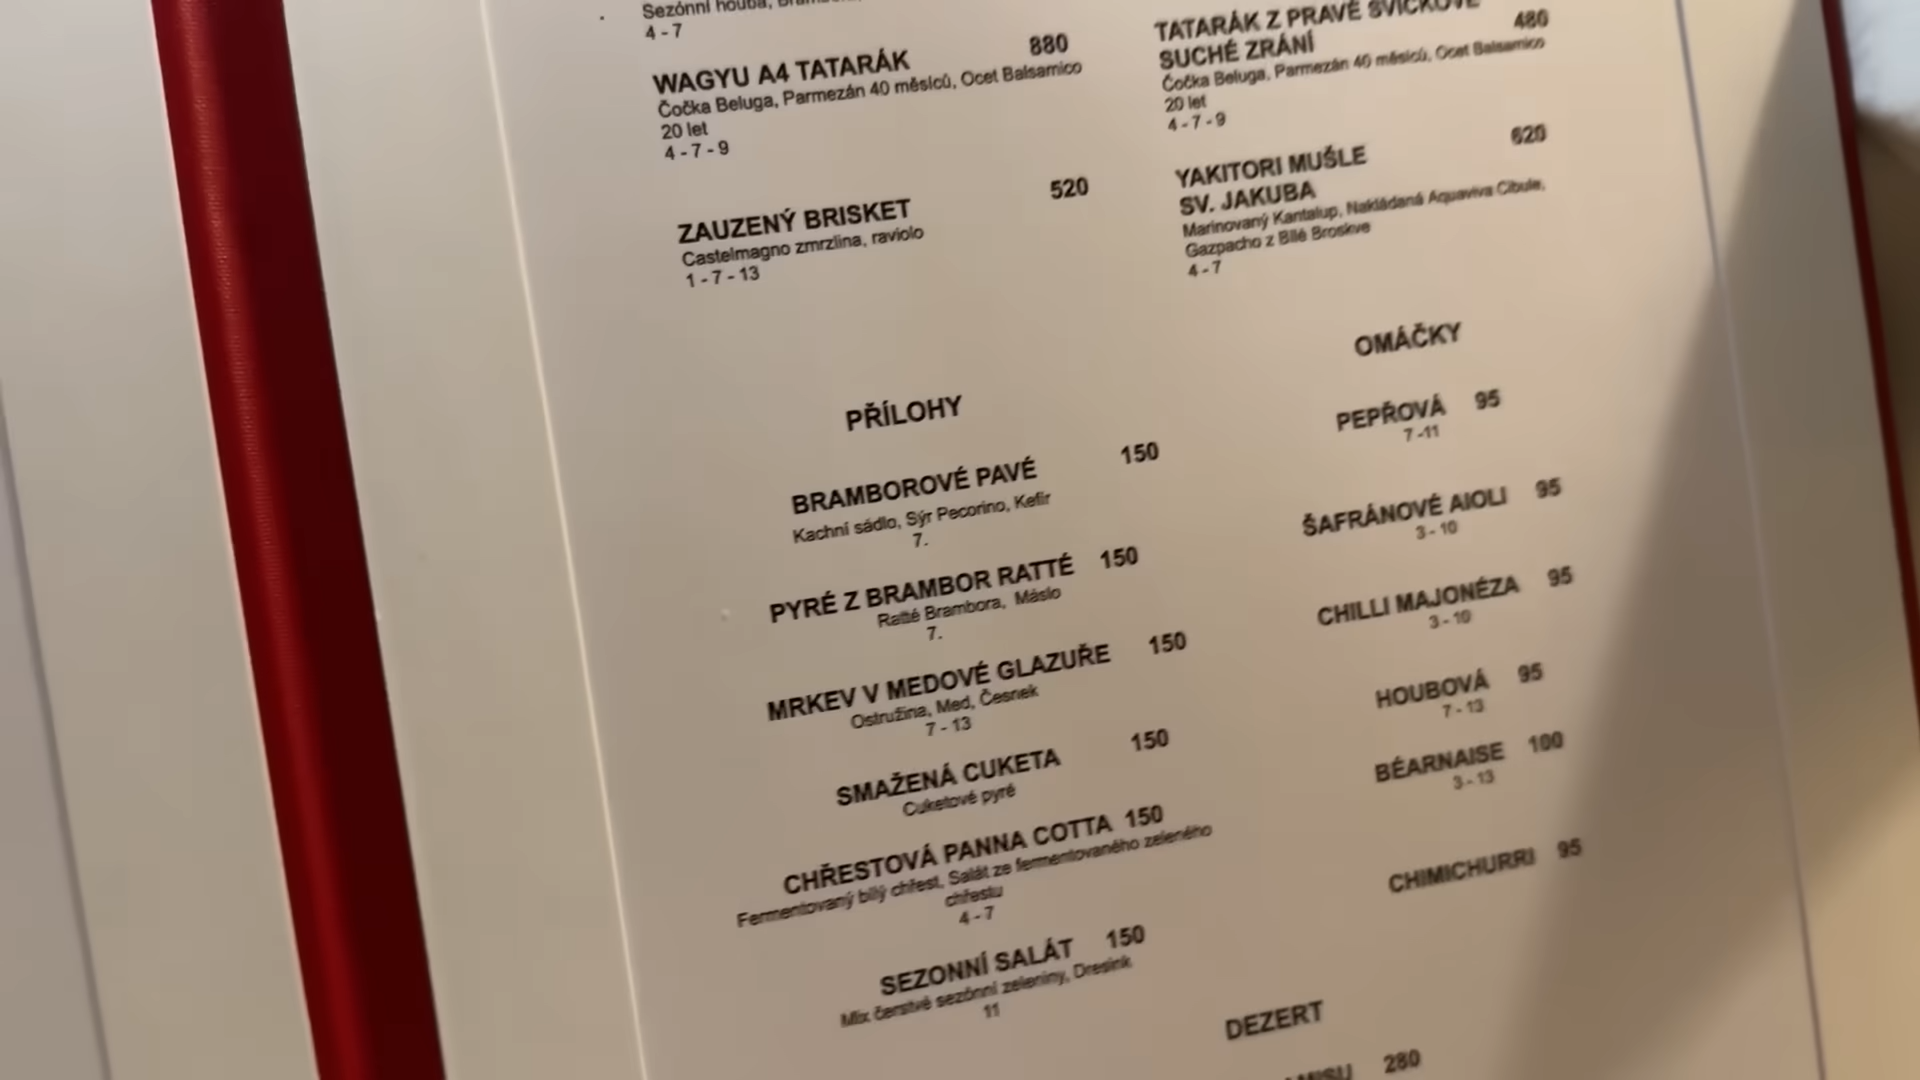 Sezónní houba,
4 - 7
WAGYU A4 TATARÁK 880
Čočka Beluga, Parmezán 40 měsíců, Ocet Balsamico
20 let
4 - 7 - 9
ZAUZENÝ BRISKET 520
Castelmagno zmrzlina, raviolo
1 - 7 - 13
PŘÍLOHY
BRAMBOROVÉ PAVÉ 150
Kachní sádlo, Sýr Pecorino, Kefír
7.
PYRÉ Z BRAMBOR RATTÉ 150
Ratté Brambora, Máslo
7.
MRKEV V MEDOVÉ GLAZUŘE 150
Ostružina, Med, Česnek
7 - 13
SMAŽENÁ CUKETA 150
Cuketové pyré
CHŘESTOVÁ PANNA COTTA 150
Fermentovaný bílý chřest, Salát ze fermentovaného zeleného
chřestu
4 - 7
SEZONNÍ SALÁT 150
Mix čerstvé sezónní zeleniny, Dresink
11
TATARÁK Z PRAVÉ SVÍČKOVÉ 480
SUCHÉ ZRÁNÍ
Čočka Beluga, Parmezán 40 měsíců, Ocet Balsamico
20 let
4 - 7 - 9
YAKITORI MUŠLE 620
SV. JAKUBA
Marinovaný Kantalup, Nakládaná Aquaviva Cibule,
Gazpacho z Bílé Broskve
4 - 7
OMÁČKY
PEPŘOVÁ 95
7 -11
ŠAFRÁNOVÉ AIOLI 95
3 - 10
CHILLI MAJONÉZA 95
3 - 10
HOUBOVÁ 95
7 - 13
BÉARNAISE 100
3 - 13
CHIMICHURRI 95
DEZERT
280